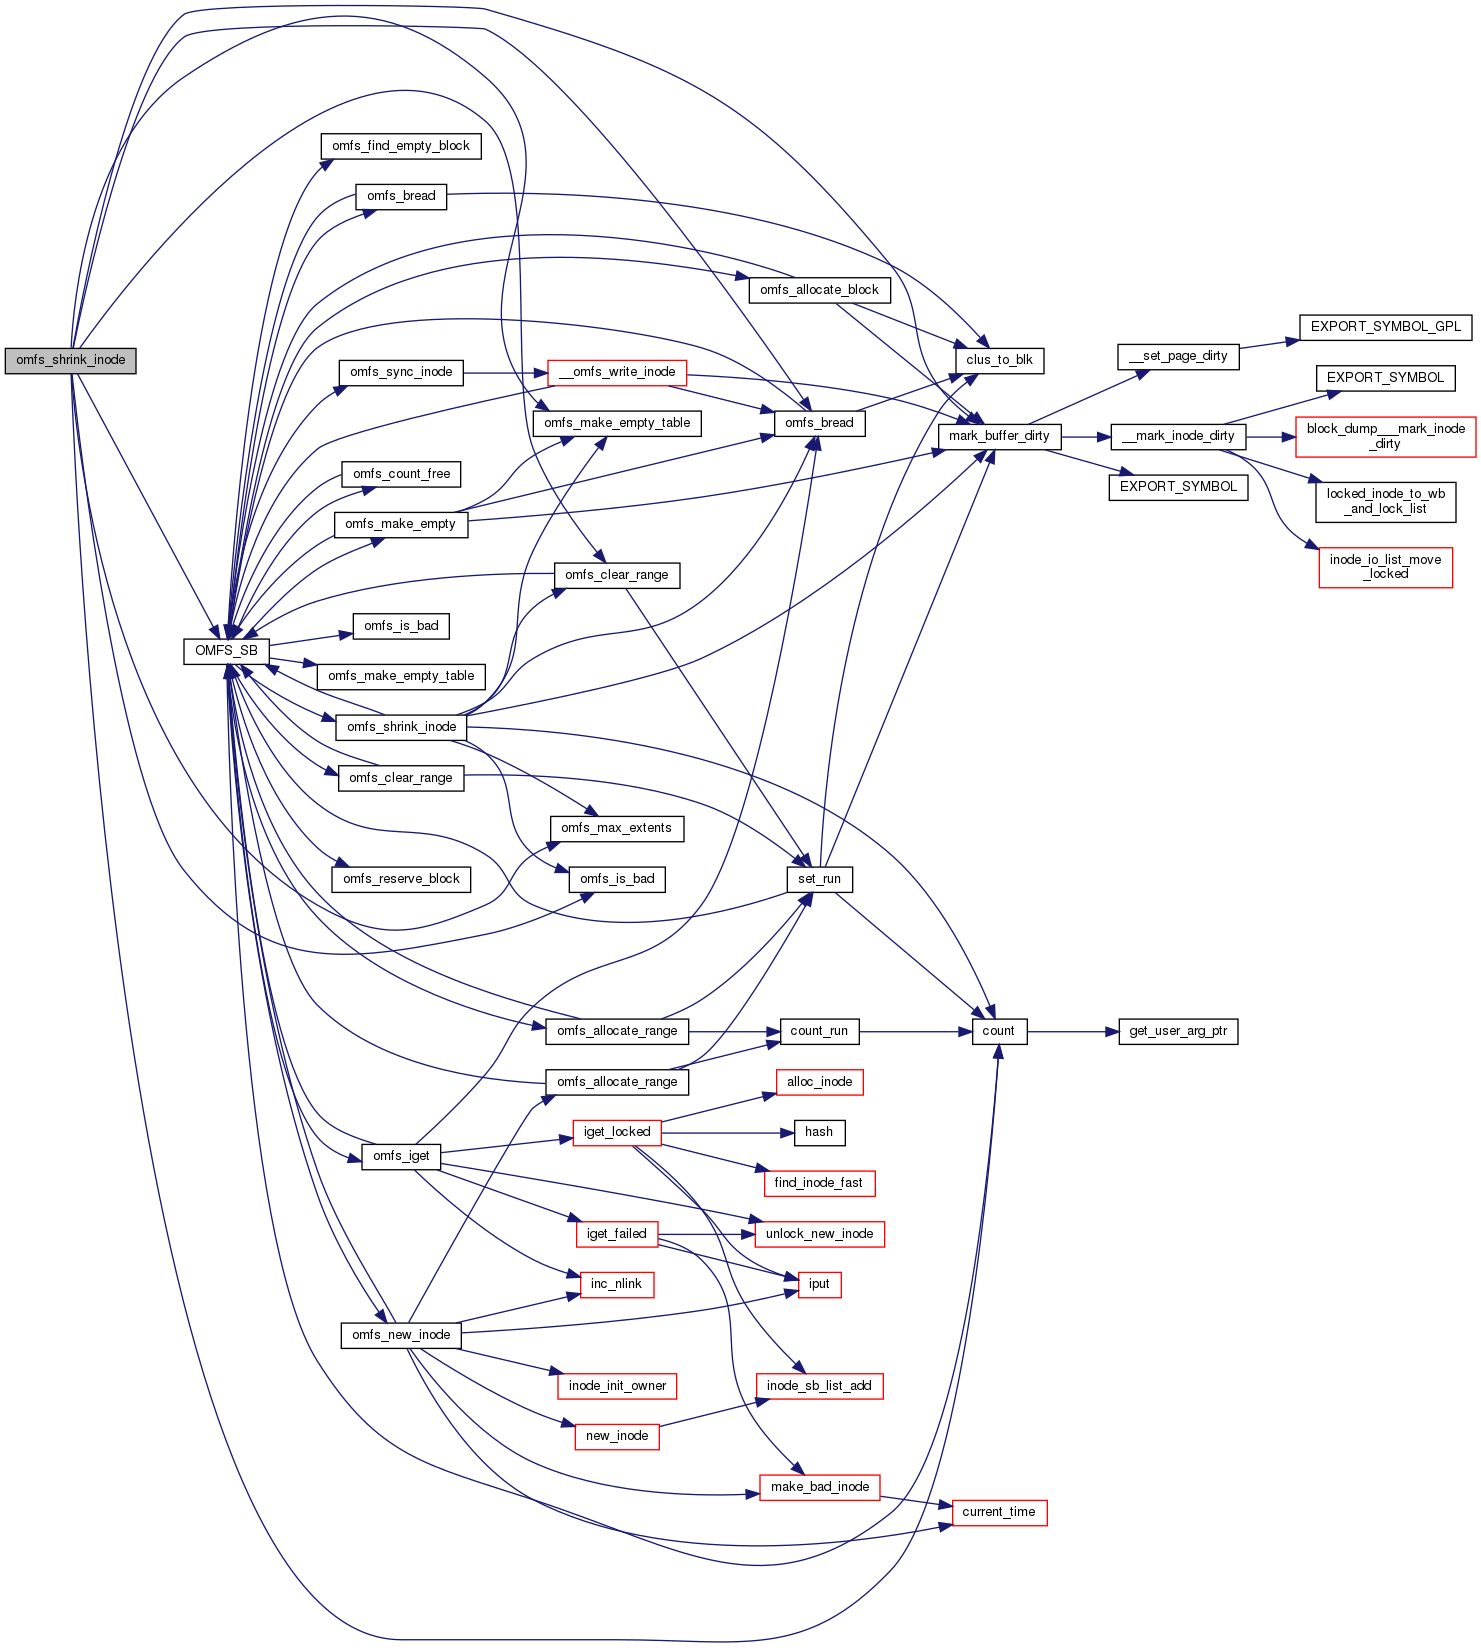 omfs_shrink_inode
omfs_find_empty_block
omfs_bread
omfs_allocate_block
EXPORT_SYMBOL_GPL
__set_page_dirty
clus_to_blk
omfs_sync_inode
__omfs_write_inode
EXPORT_SYMBOL
omfs_make_empty_table
omfs_bread
mark_buffer_dirty
__mark_inode_dirty
block_dump___mark_inode
_dirty
omfs_count_free
EXPORT_SYMBOL
locked_inode_to_wb
_and_lock_list
omfs_make_empty
inode_io_list_move
_locked
omfs_clear_range
omfs_is_bad
OMFS_SB
omfs_make_empty_table
omfs_shrink_inode
omfs_clear_range
omfs_max_extents
omfs_reserve_block
omfs_is_bad
set_run
omfs_allocate_range
count_run
count
get_user_arg_ptr
omfs_allocate_range
alloc_inode
iget_locked
hash
omfs_iget
find_inode_fast
iget_failed
unlock_new_inode
inc_nlink
iput
omfs_new_inode
inode_init_owner
inode_sb_list_add
new_inode
make_bad_inode
current_time